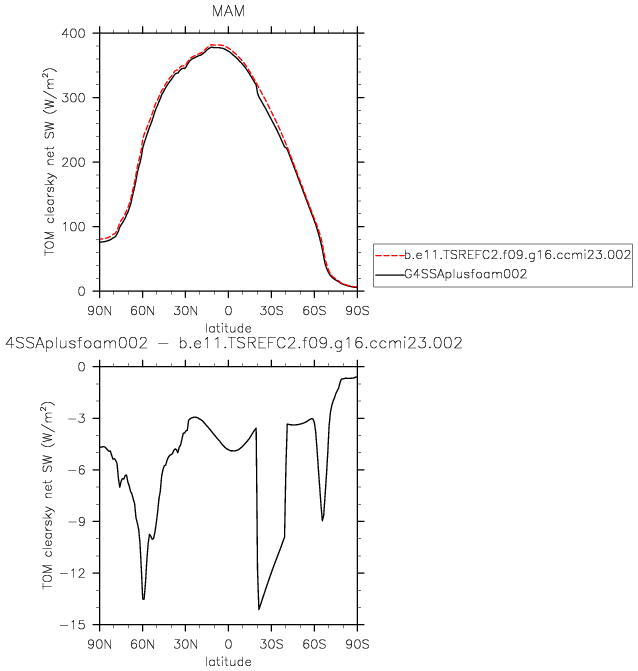 MAM
TOM clearsky net SW (W/m²)
400
300
200
100
0
90N 60N 30N 0 30S 60S 90S
latitude
b.e11.TSREFC2.f09.g16.ccmi23.002
G4SSAplusfoam002
4SSAplusfoam002 − b.e11.TSREFC2.f09.g16.ccmi23.002
TOM clearsky net SW (W/m²)
0
−3
−6
−9
−12
−15
90N 60N 30N 0 30S 60S 90S
latitude